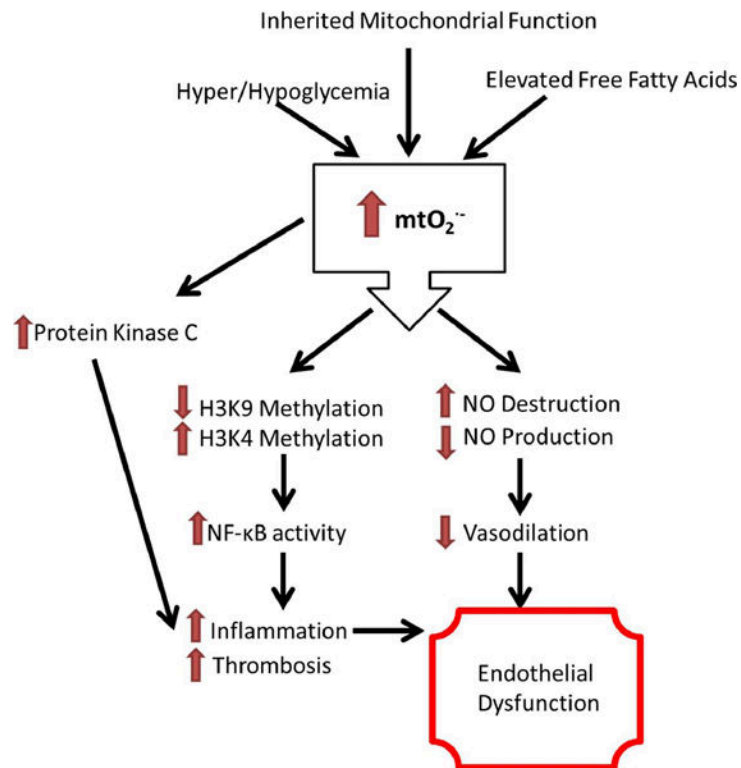 Inherited Mitochondrial Function
Hyper/Hypoglycemia
Elevated Free Fatty Acids
mtO₂·-
Protein Kinase C
H3K9 Methylation
H3K4 Methylation
NO Destruction
NO Production
NF-κB activity
Vasodilation
Inflammation
Thrombosis
Endothelial
Dysfunction